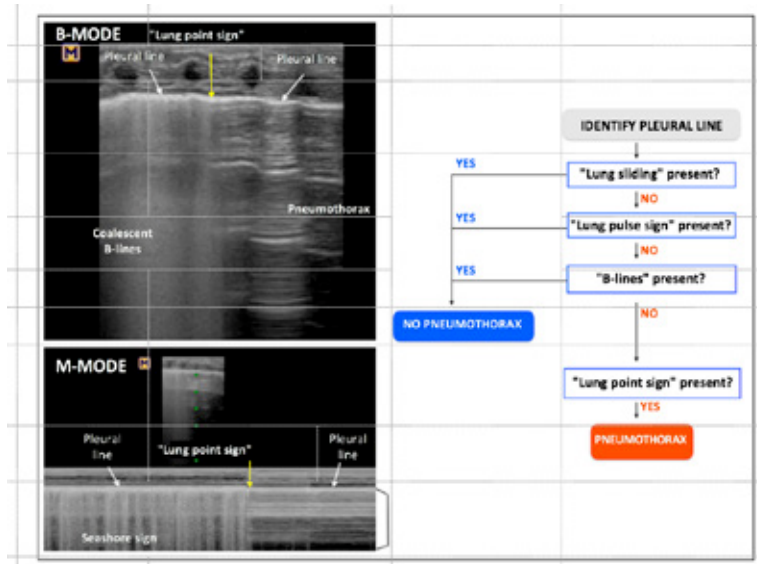 B-MODE
"Lung point sign"
M
Pleural line
Pleural line
Pneumothorax
Coalescent
B-lines
M-MODE
M
Pleural
line
"Lung point sign"
Pleural
line
Seashore sign
IDENTIFY PLEURAL LINE
YES
"Lung sliding" present?
NO
YES
"Lung pulse sign" present?
NO
YES
"B-lines" present?
NO
NO PNEUMOTHORAX
"Lung point sign" present?
YES
PNEUMOTHORAX